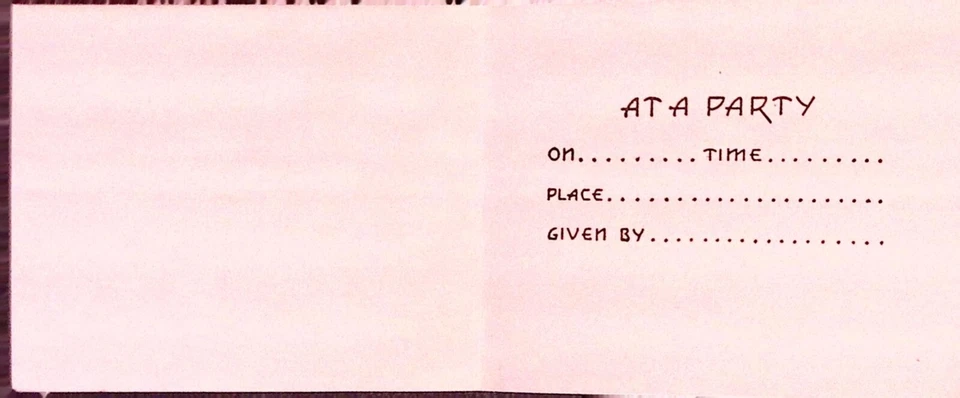 AT A PARTY
ON.........TIME.........
PLACE......................
GIVEN BY...................